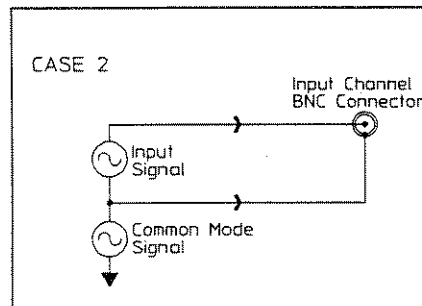 CASE 2
Input Channel
BNC Connector
Input
Signal
Common Mode
Signal